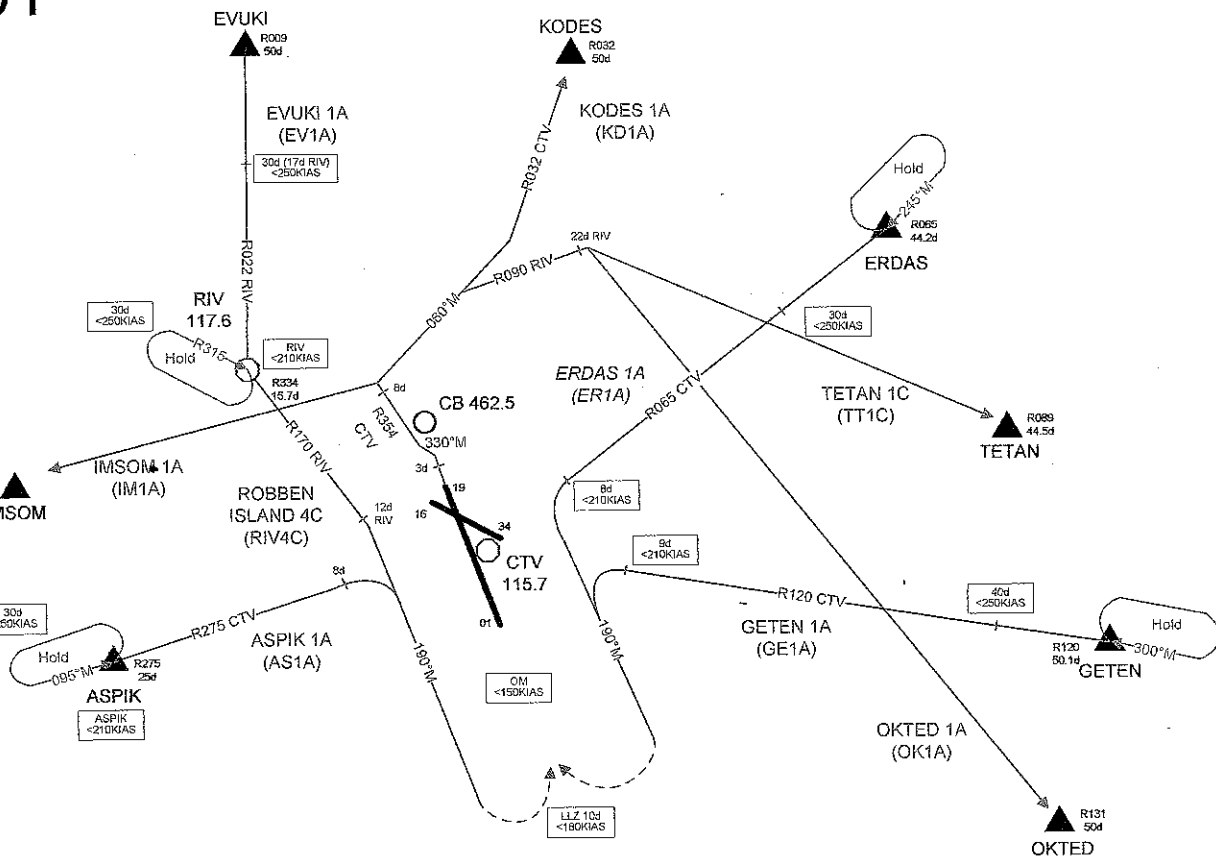 EVUKI
R009
50d
KODES
R032
50d
EVUKI 1A
(EV1A)
KODES 1A
(KD1A)
30d (17d RIV)
<250KIAS
R032 CTV
Hold
245°M
R065
44.2d
ERDAS
22d RIV
R090 RIV
R022 RIV
060°M
RIV
117.6
30d
<250KIAS
R315
Hold
RIV
<210KIAS
R334
15.7d
30d
<250KIAS
ERDAS 1A
(ER1A)
R065 CTV
TETAN 1C
(TT1C)
R089
44.5d
TETAN
8d
R354
CTV
CB 462.5
330°M
3d
R170 RIV
IMSOM 1A
(IM1A)
MSOM
ROBBEN
ISLAND 4C
(RIV4C)
12d
RIV
19
16
34
01
CTV
115.7
8d
<210KIAS
9d
<210KIAS
8d
R275 CTV
ASPIK 1A
(AS1A)
Hold
095°M
R275
25d
ASPIK
ASPIK
<210KIAS
190°M
OM
<150KIAS
190°M
R120 CTV
GETEN 1A
(GE1A)
40d
<250KIAS
Hold
300°M
R120
60.1d
GETEN
OKTED 1A
(OK1A)
LLZ 10d
<180KIAS
R131
50d
OKTED